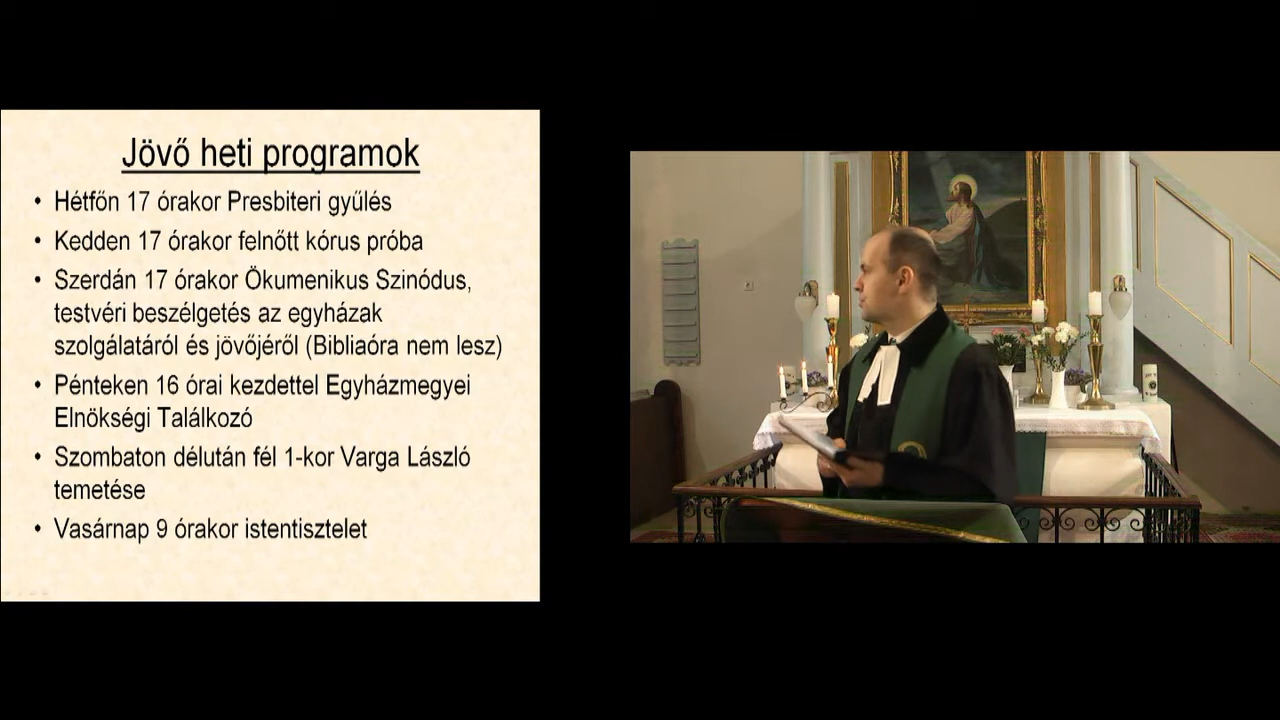 Jövő heti programok
• Hétfőn 17 órakor Presbiteri gyűlés
• Kedden 17 órakor felnőtt kórus próba
• Szerdán 17 órakor Ökumenikus Szinódus,
testvéri beszélgetés az egyházak
szolgálatáról és jövőjéről (Bibliaóra nem lesz)
• Pénteken 16 órai kezdettel Egyházmegyei
Elnökségi Találkozó
• Szombaton délután fél 1-kor Varga László
temetése
• Vasárnap 9 órakor istentisztelet